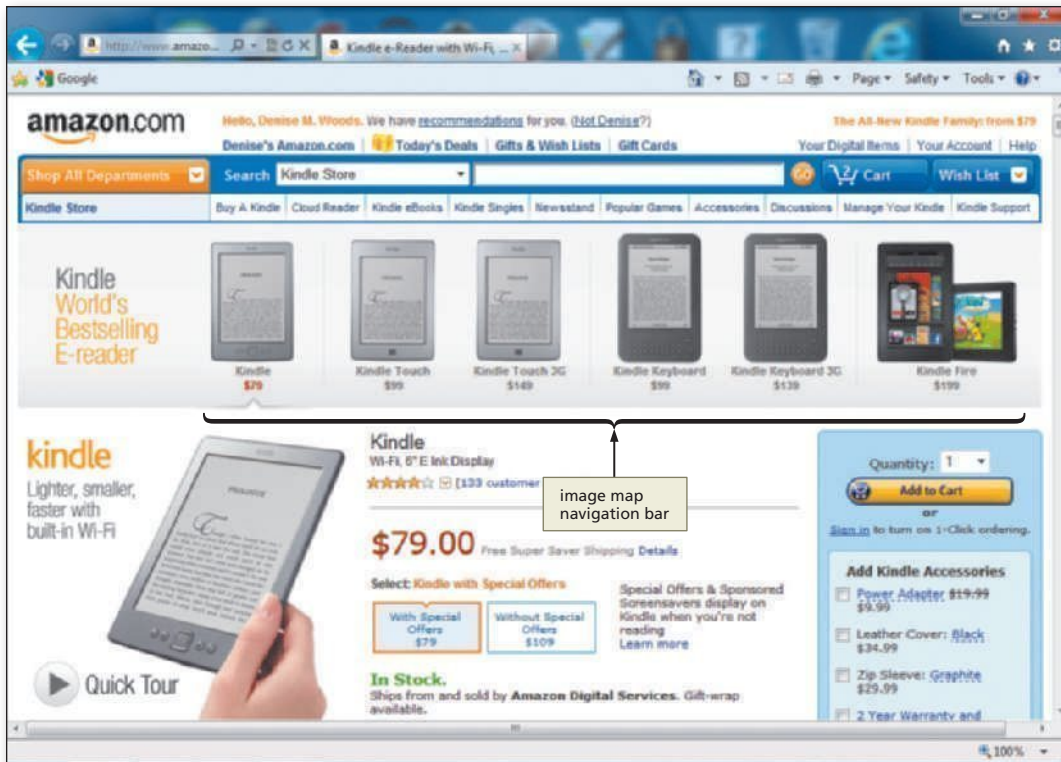 http://www.amazo...
Kindle e-Reader with Wi-Fi, ...
Google
Page
Safety
Tools
amazon.com
Hello, Denise M. Woods. We have recommendations for you. (Not Denise?)
The All-New Kindle Family: from $79
Denise's Amazon.com
Today's Deals
Gifts & Wish Lists
Gift Cards
Your Digital Items
Your Account
Help
Shop All Departments
Search
Kindle Store
GO
Cart
Wish List
Kindle Store
Buy A Kindle
Cloud Reader
Kindle eBooks
Kindle Singles
Newsstand
Popular Games
Accessories
Discussions
Manage Your Kindle
Kindle Support
Kindle
World's
Bestselling
E-reader
Kindle
$79
Kindle Touch
$99
Kindle Touch 3G
$149
Kindle Keyboard
$99
Kindle Keyboard 3G
$139
Kindle Fire
$199
image map
navigation bar
kindle
Lighter, smaller,
faster with
built-in Wi-Fi
Quick Tour
Kindle
Wi-Fi, 6" E Ink Display
(133 customer
$79.00 Free Super Saver Shipping Details
Select: Kindle with Special Offers
With Special
Offers
$79
Without Special
Offers
$109
Special Offers & Sponsored
Screensavers display on
Kindle when you're not
reading
Learn more
In Stock.
Ships from and sold by Amazon Digital Services. Gift-wrap
available.
Quantity: 1
Add to Cart
or
Sign in to turn on 1-Click ordering.
Add Kindle Accessories
Power Adapter $19.99
$9.99
Leather Cover: Black
$34.99
Zip Sleeve: Graphite
$29.99
2 Year Warranty and
100%